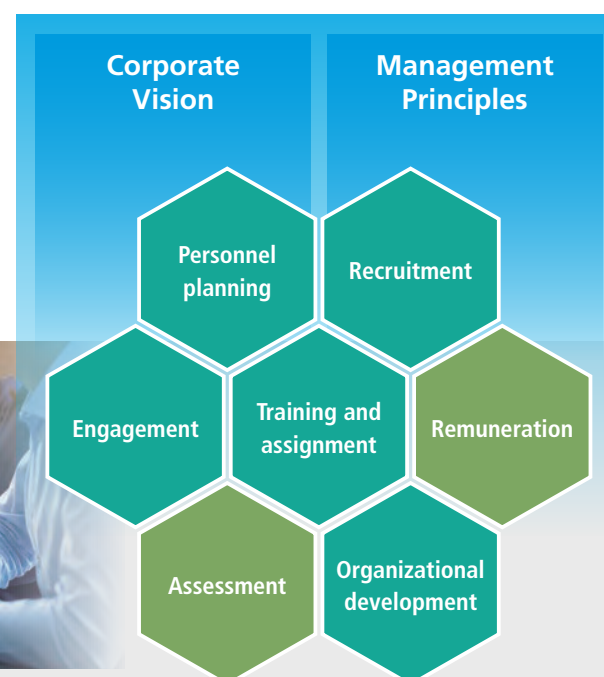 Corporate
Vision
Management
Principles
Personnel
planning
Recruitment
Engagement
Training and
assignment
Remuneration
Assessment
Organizational
development